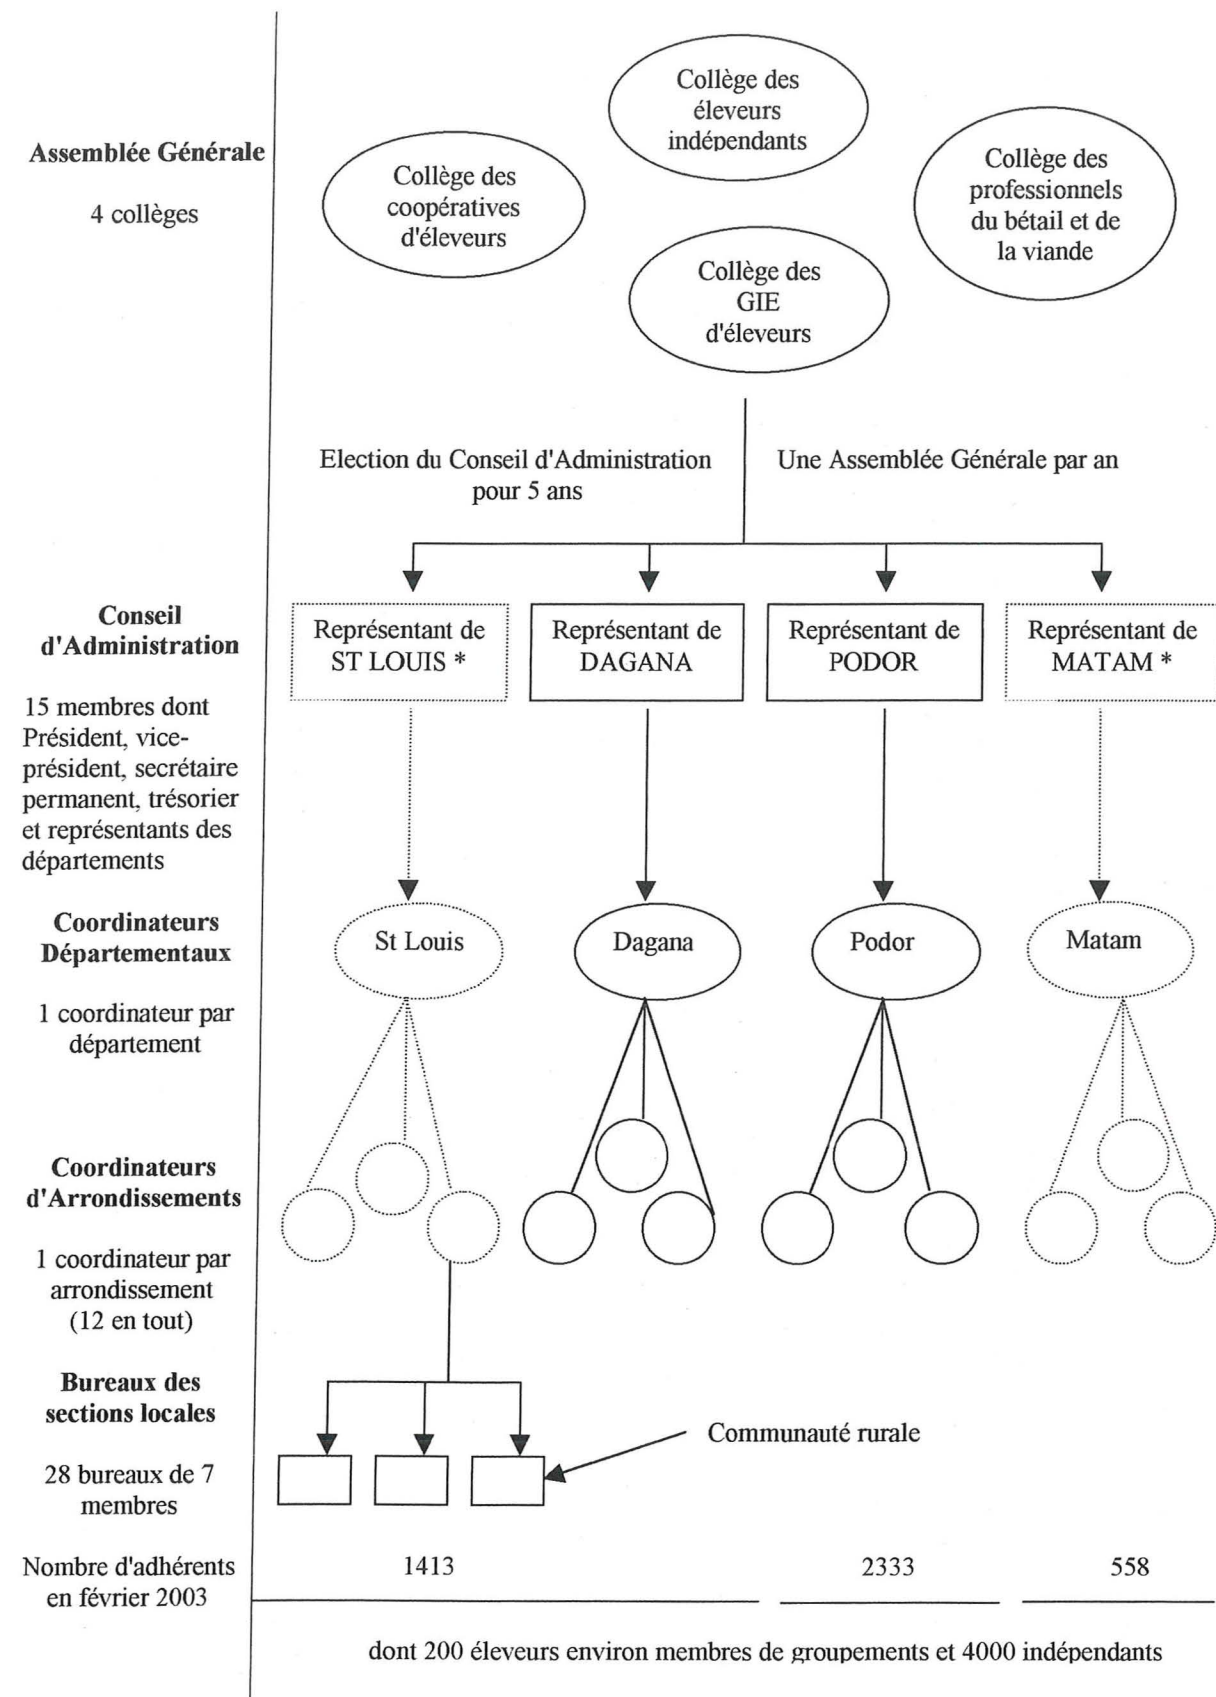 Collège des
éleveurs
indépendants
Assemblée Générale
4 collèges
Collège des
coopératives
d'éleveurs
Collège des
professionnels
du bétail et de
la viande
Collège des
GIE
d'éleveurs
Election du Conseil d'Administration
pour 5 ans
Une Assemblée Générale par an
Conseil
d'Administration
15 membres dont
Président, vice-
président, secrétaire
permanent, trésorier
et représentants des
départements
Représentant de
ST LOUIS *
Représentant de
DAGANA
Représentant de
PODOR
Représentant de
MATAM *
Coordinateurs
Départementaux
1 coordinateur par
département
St Louis
Dagana
Podor
Matam
Coordinateurs
d'Arrondissements
1 coordinateur par
arrondissement
(12 en tout)
Bureaux des
sections locales
28 bureaux de 7
membres
Communauté rurale
Nombre d'adhérents
en février 2003
1413
2333
558
dont 200 éleveurs environ membres de groupements et 4000 indépendants